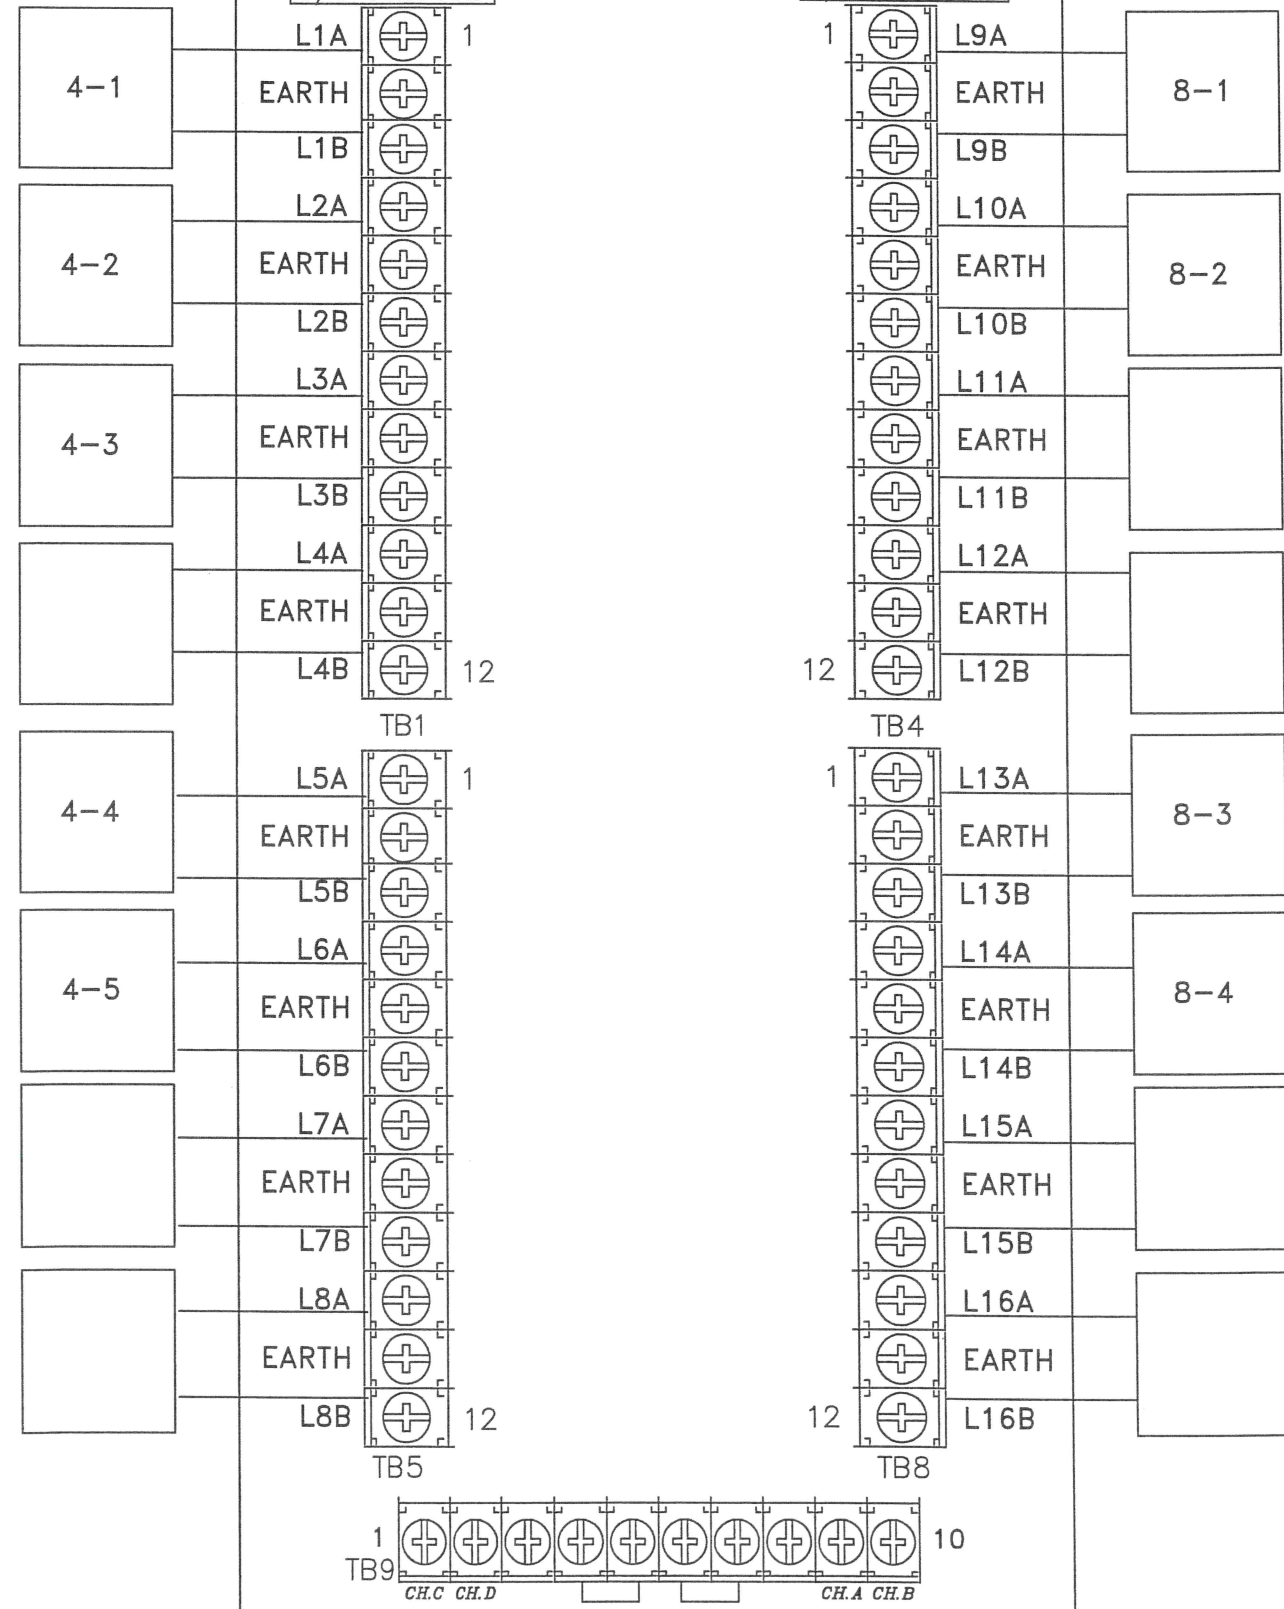 L1A 1 1 L9A
4-1 EARTH EARTH 8-1
L1B L9B
L2A L10A
4-2 EARTH EARTH 8-2
L2B L10B
L3A L11A
4-3 EARTH EARTH
L3B L11B
L4A L12A
EARTH EARTH
L4B 12 12 L12B
TB1 TB4
L5A 1 1 L13A
4-4 EARTH EARTH 8-3
L5B L13B
L6A L14A
4-5 EARTH EARTH 8-4
L6B L14B
L7A L15A
EARTH EARTH
L7B L15B
L8A L16A
EARTH EARTH
L8B 12 12 L16B
TB5 TB8
1 10
TB9
CH.C CH.D CH.A CH.B